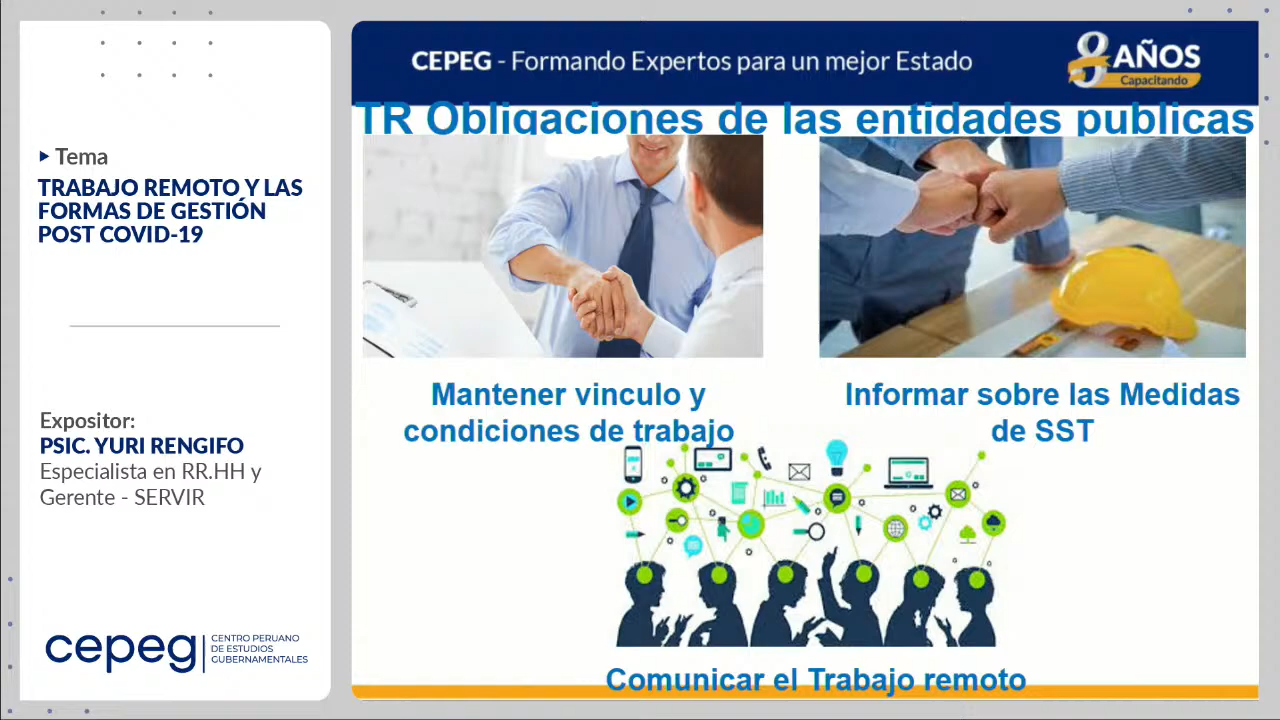 CEPEG - Formando Expertos para un mejor Estado
8 AÑOS
Capacitando
Tema
TRABAJO REMOTO Y LAS
FORMAS DE GESTIÓN
POST COVID-19
Expositor:
PSIC. YURI RENGIFO
Especialista en RR.HH y
Gerente - SERVIR
cepeg
CENTRO PERUANO
DE ESTUDIOS
GUBERNAMENTALES
TR Obligaciones de las entidades publicas
Mantener vinculo y
condiciones de trabajo
Informar sobre las Medidas
de SST
Comunicar el Trabajo remoto